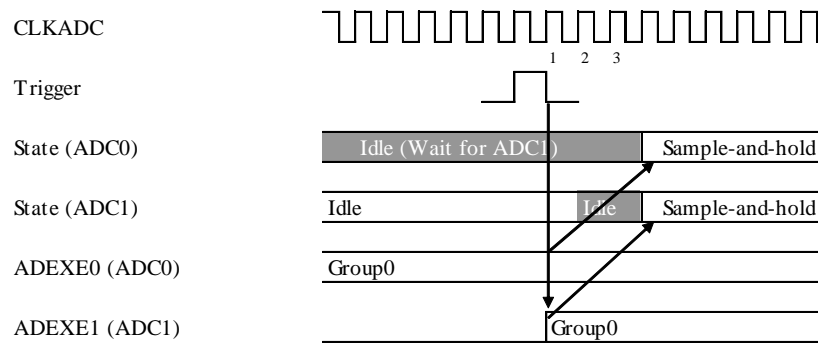 CLKADC
1 2 3
Trigger
State (ADC0) Idle (Wait for ADC1) Sample-and-hold
State (ADC1) Idle Idle Sample-and-hold
ADEXE0 (ADC0) Group0
ADEXE1 (ADC1) Group0